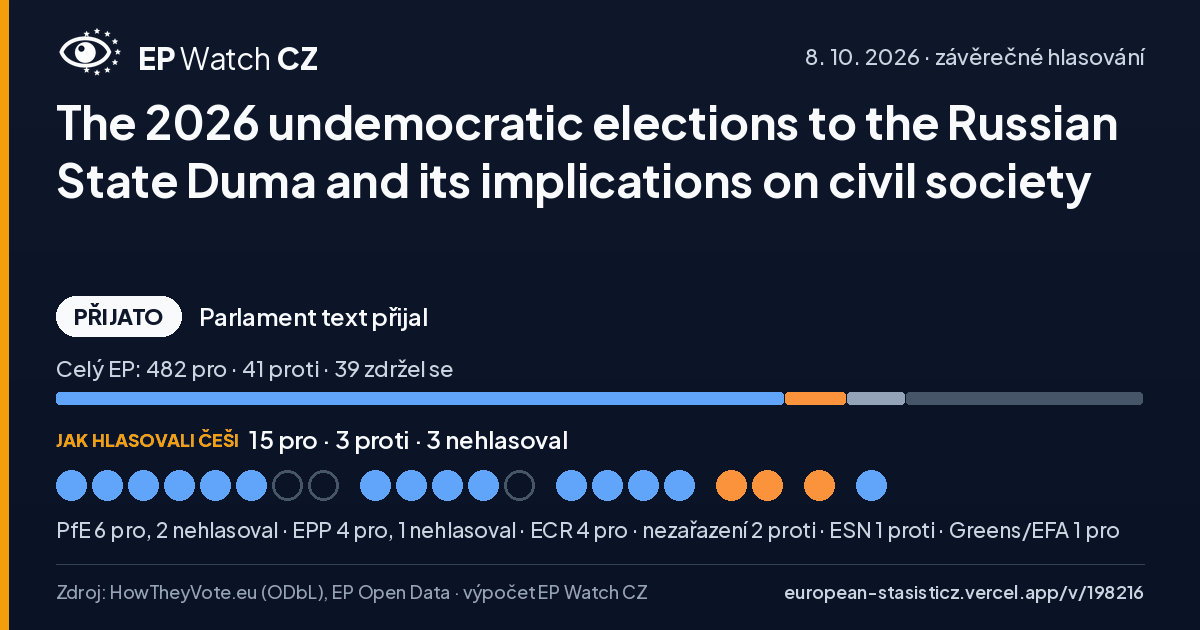 EP Watch CZ
8. 10. 2026 · závěrečné hlasování
The 2026 undemocratic elections to the Russian
State Duma and its implications on civil society
PŘIJATO Parlament text přijal
Celý EP: 482 pro · 41 proti · 39 zdržel se
JAK HLASOVALI ČEŠI 15 pro · 3 proti · 3 nehlasoval
PfE 6 pro, 2 nehlasoval · EPP 4 pro, 1 nehlasoval · ECR 4 pro · nezařazení 2 proti · ESN 1 proti · Greens/EFA 1 pro
Zdroj: HowTheyVote.eu (ODbL), EP Open Data · výpočet EP Watch CZ
european-stasisticz.vercel.app/v/198216